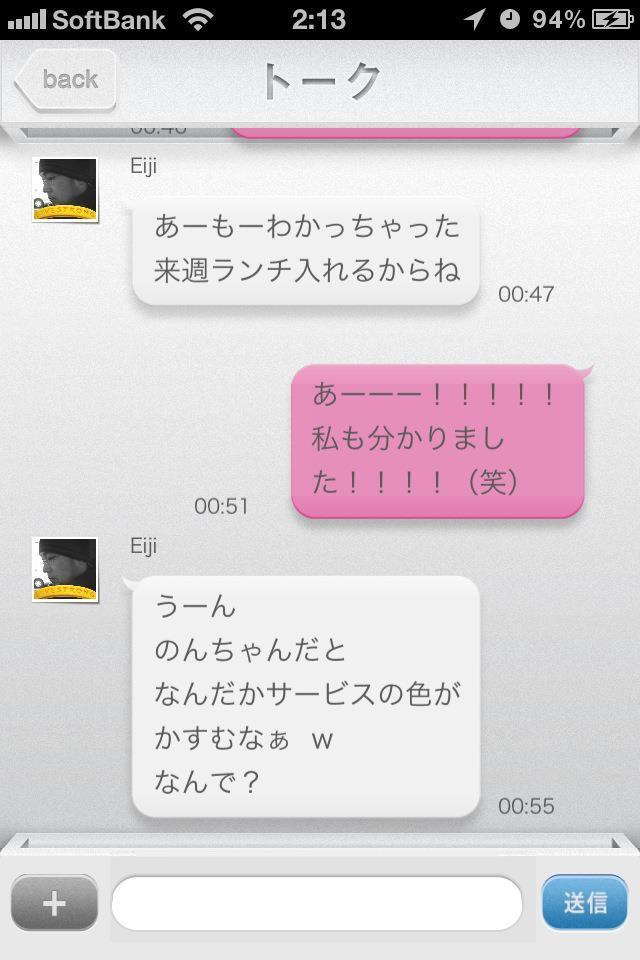 SoftBank 2:13 94%
back トーク
Eiji
あーもーわかっちゃった
来週ランチ入れるからね
00:47
あーーー！！！！！
私も分かりまし
た！！！！（笑）
00:51
Eiji
LIVESTRONG
うーん
のんちゃんだと
なんだかサービスの色が
かすむなぁ w
なんで？
00:55
+ 送信